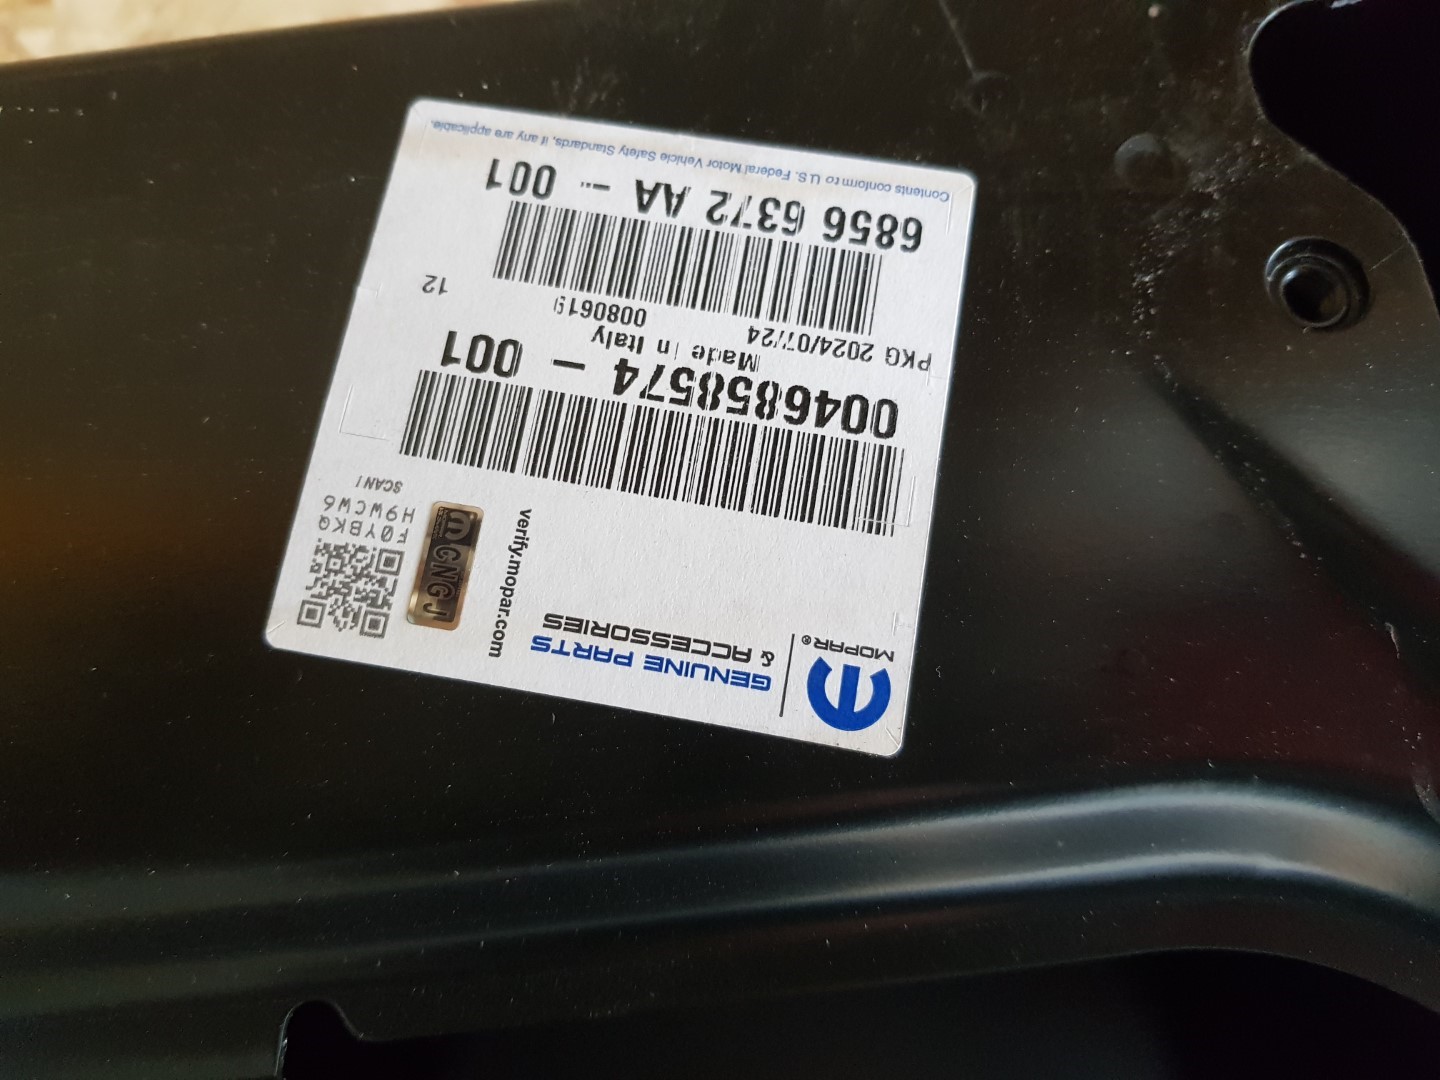 MOPAR®
GENUINE PARTS
& ACCESSORIES
verify.mopar.com
GNGJ
F0YBKQ
H9WCW6
SCAN!
0046858574 - 001
Made in Italy
PKG 2024/07/24
0080619
12
6856 6372 AA - 001
Contents conform to U.S. Federal Motor Vehicle Safety Standards, if any are applicable.